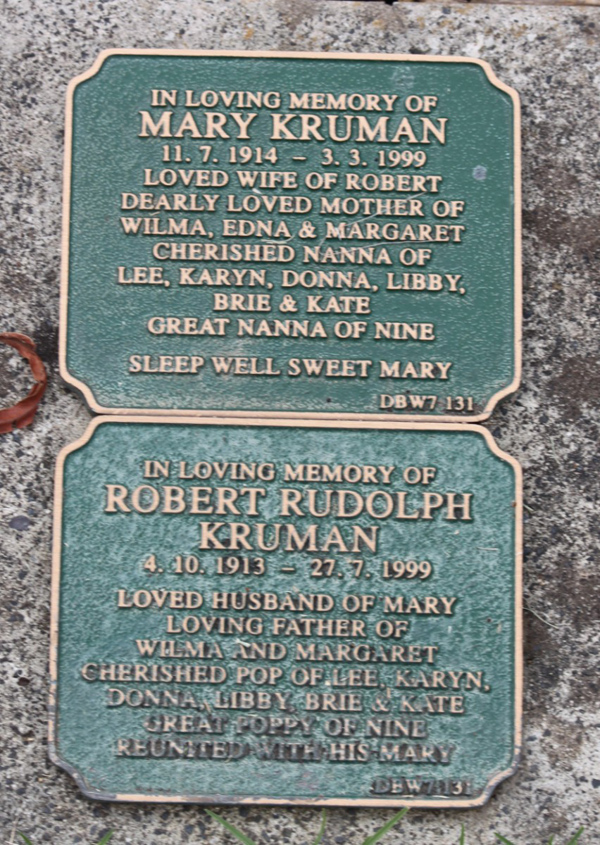 IN LOVING MEMORY OF
MARY KRUMAN
11. 7. 1914 – 3. 3. 1999
LOVED WIFE OF ROBERT
DEARLY LOVED MOTHER OF
WILMA, EDNA & MARGARET
CHERISHED NANNA OF
LEE, KARYN, DONNA, LIBBY,
BRIE & KATE
GREAT NANNA OF NINE
SLEEP WELL SWEET MARY
DBW7 131
IN LOVING MEMORY OF
ROBERT RUDOLPH
KRUMAN
4. 10. 1913 – 27. 7. 1999
LOVED HUSBAND OF MARY
LOVING FATHER OF
WILMA AND MARGARET
CHERISHED POP OF LEE, KARYN,
DONNA, LIBBY, BRIE & KATE
GREAT POPPY OF NINE
REUNITED WITH HIS MARY
DBW7 131